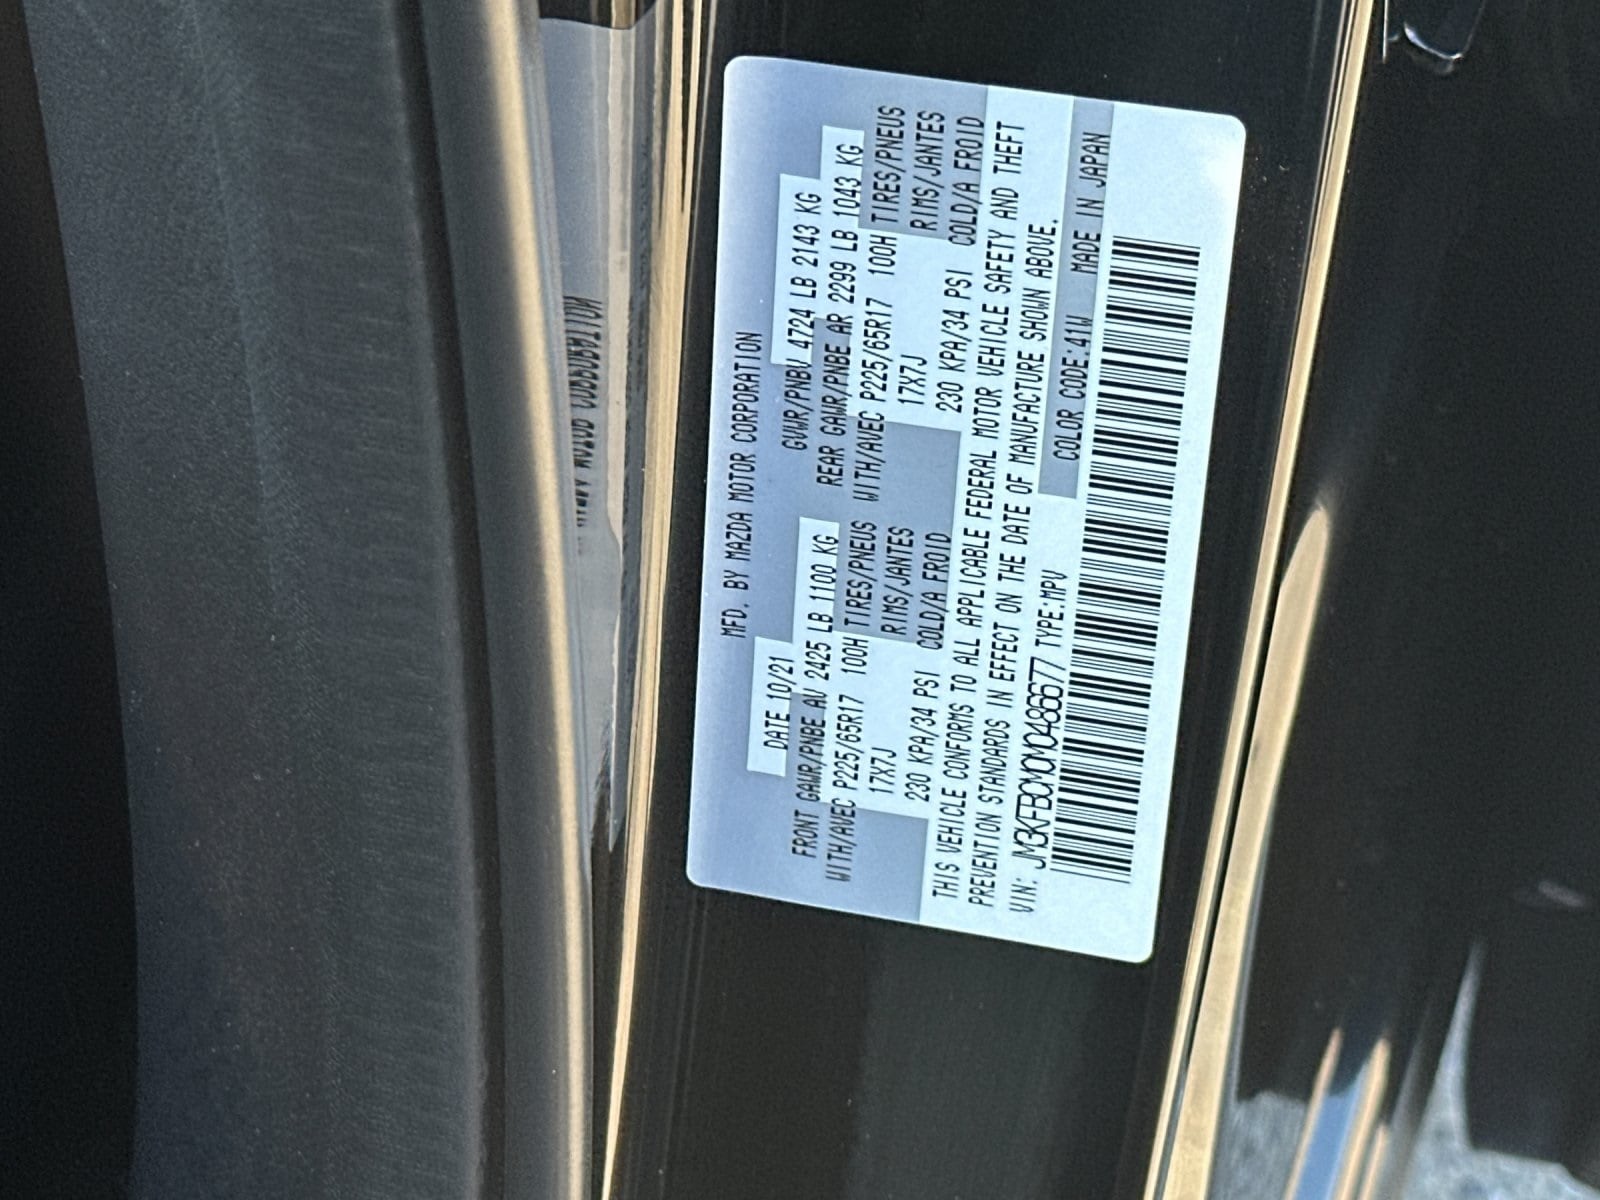 MFD. BY MAZDA MOTOR CORPORATION
DATE 10/21 GVWR/PNBV 4724 LB 2143 KG
FRONT GAWR/PNBE AV 2425 LB 1100 KG REAR GAWR/PNBE AR 2299 LB 1043 KG
WITH/AVEC P225/65R17 100H TIRES/PNEUS WITH/AVEC P225/65R17 100H TIRES/PNEUS
17X7J RIMS/JANTES 17X7J RIMS/JANTES
230 KPA/34 PSI COLD/A FROID 230 KPA/34 PSI COLD/A FROID
THIS VEHICLE CONFORMS TO ALL APPLICABLE FEDERAL MOTOR VEHICLE SAFETY AND THEFT
PREVENTION STANDARDS IN EFFECT ON THE DATE OF MANUFACTURE SHOWN ABOVE.
VIN: JM3KFBCM0N0486677 TYPE:MPV COLOR CODE:41W MADE IN JAPAN